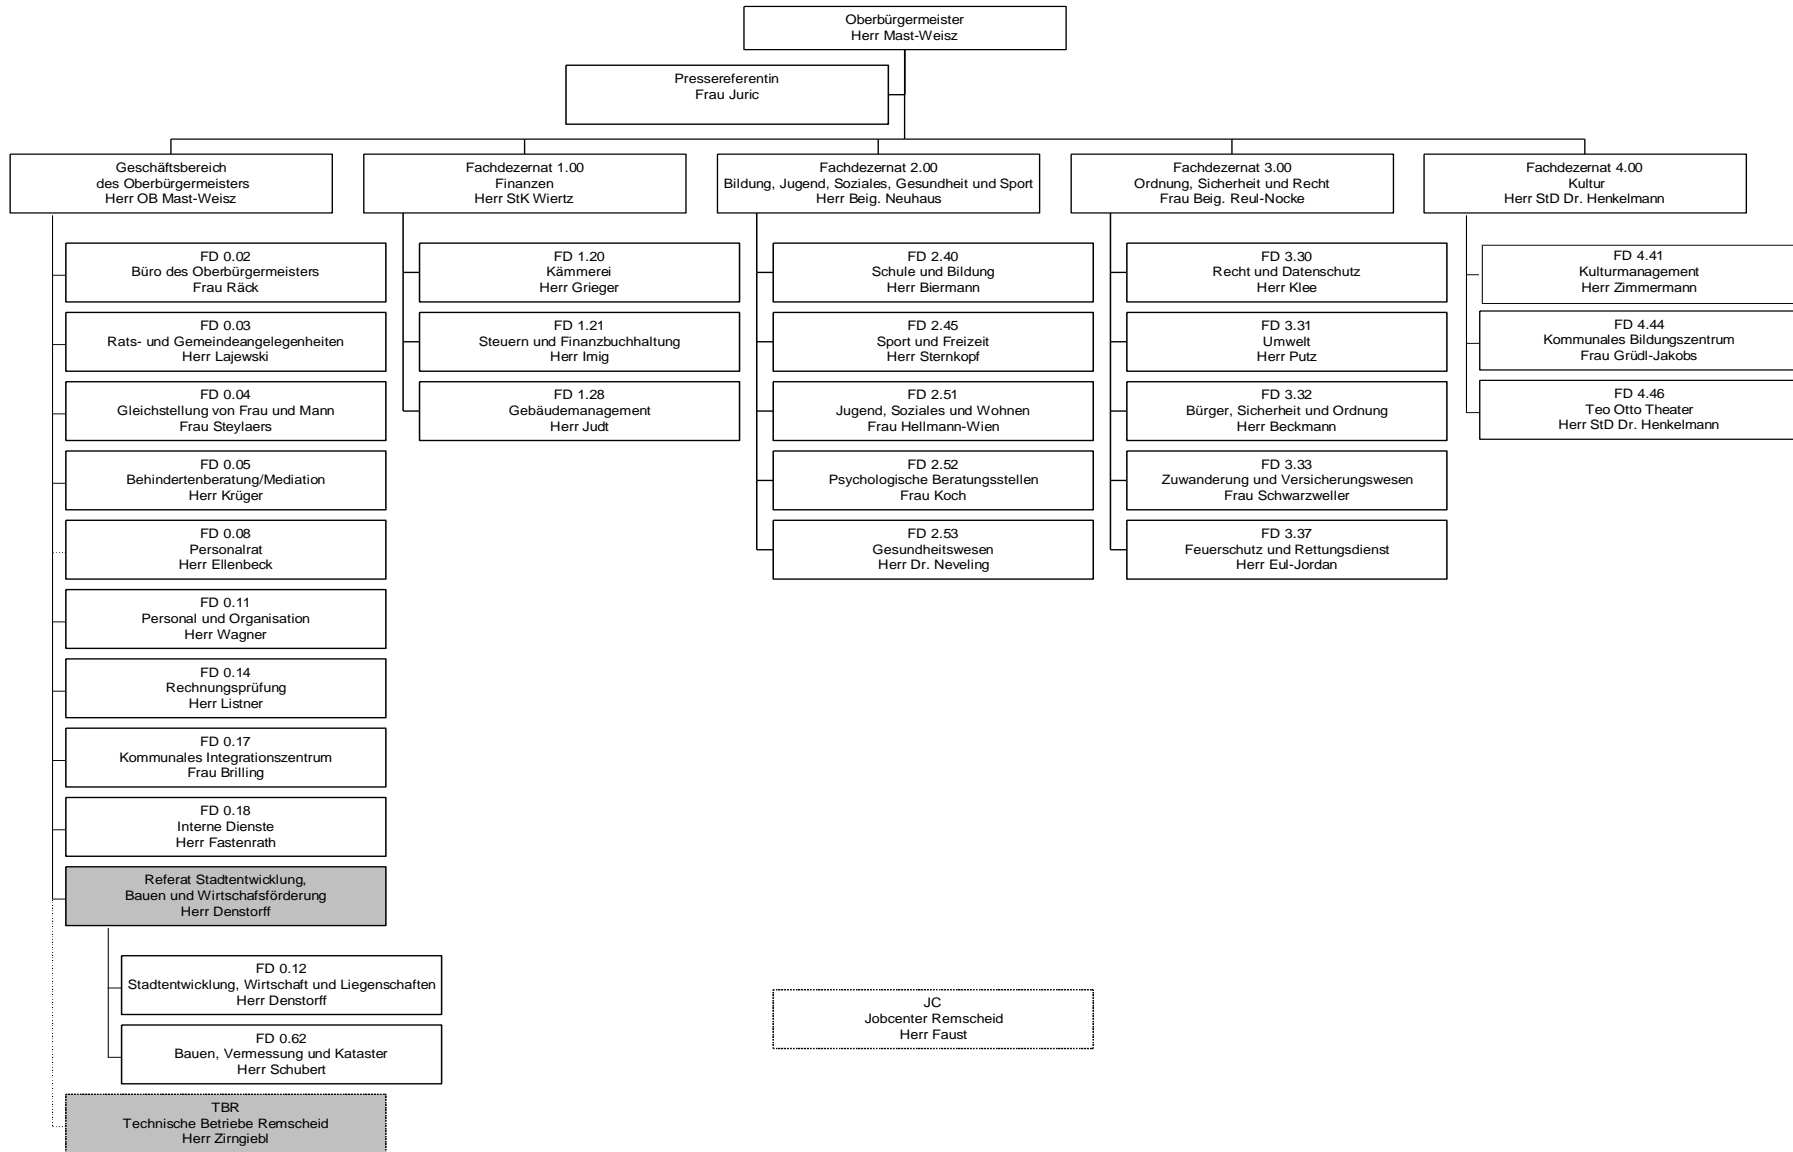 Oberbürgermeister
Herr Mast-Weisz
Pressereferentin
Frau Juric
Geschäftsbereich
des Oberbürgermeisters
Herr OB Mast-Weisz
Fachdezernat 1.00
Finanzen
Herr StK Wiertz
Fachdezernat 2.00
Bildung, Jugend, Soziales, Gesundheit und Sport
Herr Beig. Neuhaus
Fachdezernat 3.00
Ordnung, Sicherheit und Recht
Frau Beig. Reul-Nocke
Fachdezernat 4.00
Kultur
Herr StD Dr. Henkelmann
FD 0.02
Büro des Oberbürgermeisters
Frau Räck
FD 0.03
Rats- und Gemeindeangelegenheiten
Herr Lajewski
FD 0.04
Gleichstellung von Frau und Mann
Frau Steylaers
FD 0.05
Behindertenberatung/Mediation
Herr Krüger
FD 0.08
Personalrat
Herr Ellenbeck
FD 0.11
Personal und Organisation
Herr Wagner
FD 0.14
Rechnungsprüfung
Herr Listner
FD 0.17
Kommunales Integrationszentrum
Frau Brilling
FD 0.18
Interne Dienste
Herr Fastenrath
Referat Stadtentwicklung,
Bauen und Wirtschafsförderung
Herr Denstorff
FD 0.12
Stadtentwicklung, Wirtschaft und Liegenschaften
Herr Denstorff
FD 0.62
Bauen, Vermessung und Kataster
Herr Schubert
TBR
Technische Betriebe Remscheid
Herr Zirngiebl
FD 1.20
Kämmerei
Herr Grieger
FD 1.21
Steuern und Finanzbuchhaltung
Herr Imig
FD 1.28
Gebäudemanagement
Herr Judt
FD 2.40
Schule und Bildung
Herr Biermann
FD 2.45
Sport und Freizeit
Herr Sternkopf
FD 2.51
Jugend, Soziales und Wohnen
Frau Hellmann-Wien
FD 2.52
Psychologische Beratungsstellen
Frau Koch
FD 2.53
Gesundheitswesen
Herr Dr. Neveling
JC
Jobcenter Remscheid
Herr Faust
FD 3.30
Recht und Datenschutz
Herr Klee
FD 3.31
Umwelt
Herr Putz
FD 3.32
Bürger, Sicherheit und Ordnung
Herr Beckmann
FD 3.33
Zuwanderung und Versicherungswesen
Frau Schwarzweller
FD 3.37
Feuerschutz und Rettungsdienst
Herr Eul-Jordan
FD 4.41
Kulturmanagement
Herr Zimmermann
FD 4.44
Kommunales Bildungszentrum
Frau Grüdl-Jakobs
FD 4.46
Teo Otto Theater
Herr StD Dr. Henkelmann